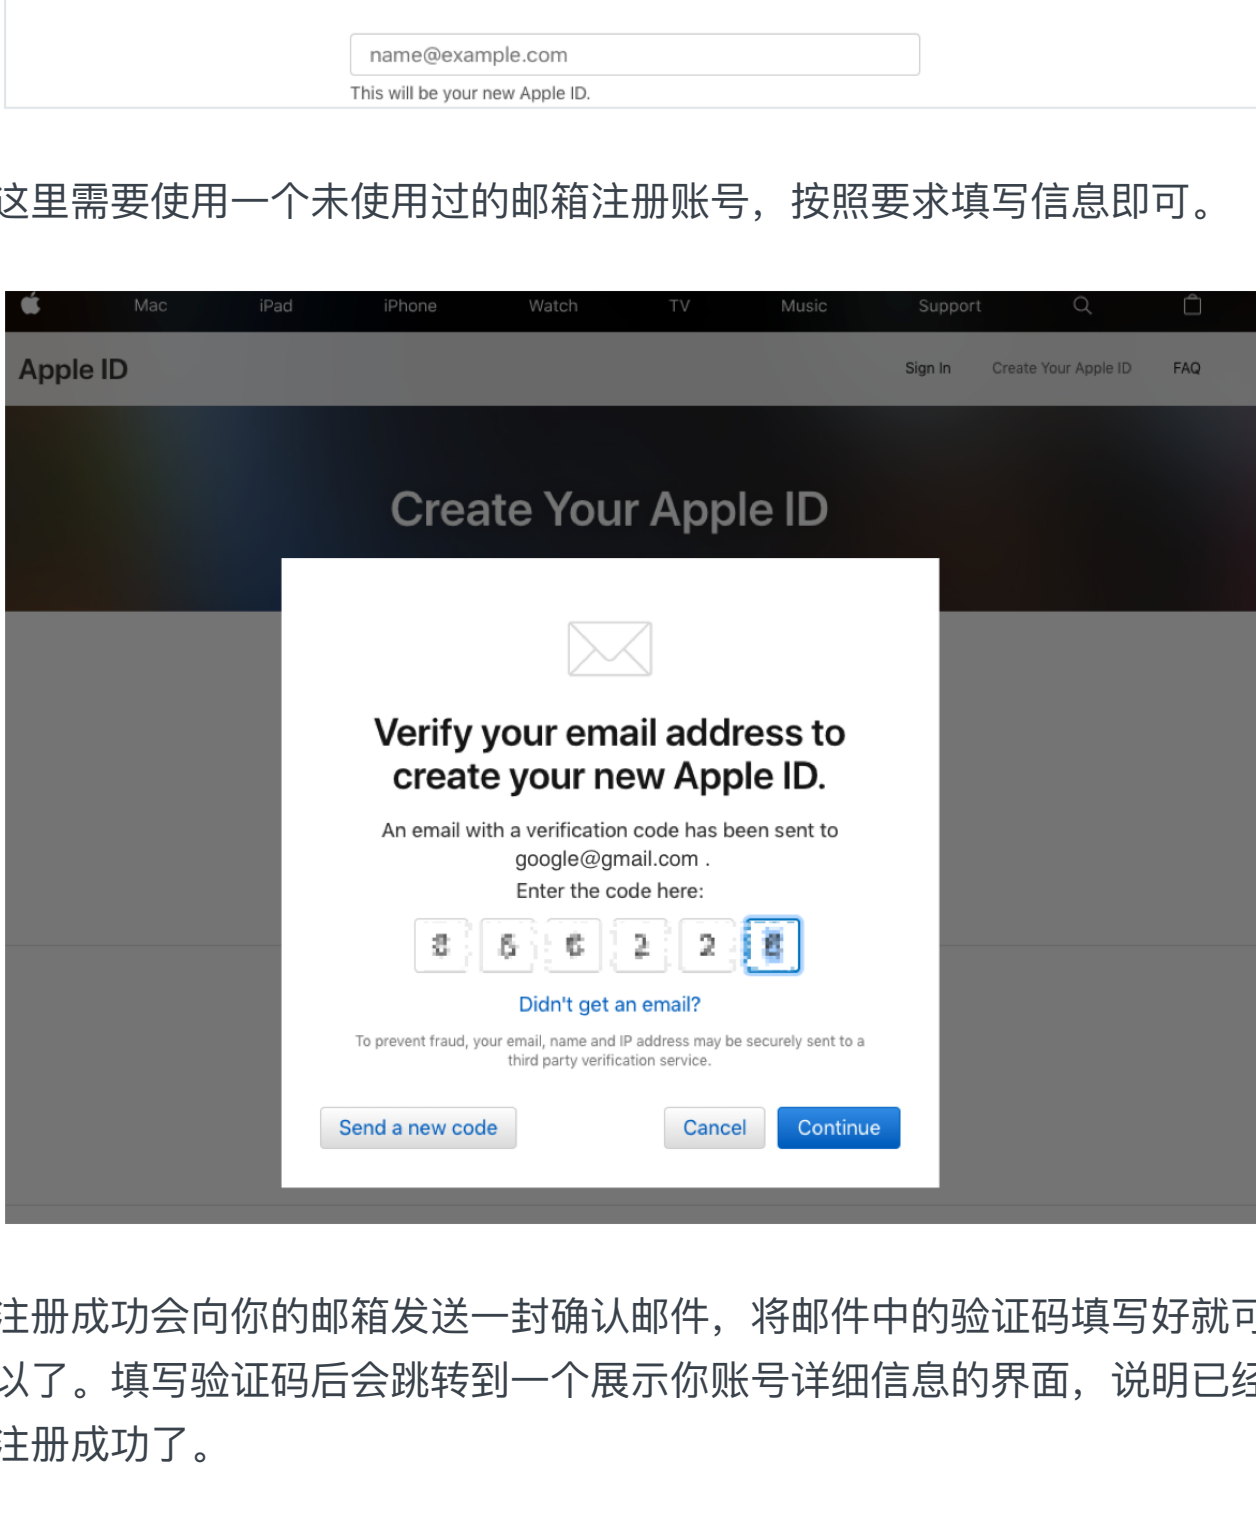 name@example.com
This will be your new Apple ID.
这里需要使用一个未使用过的邮箱注册账号，按照要求填写信息即可。
Mac iPad iPhone Watch TV Music Support
Apple ID Sign In Create Your Apple ID FAQ
Create Your Apple ID
Verify your email address to
create your new Apple ID.
An email with a verification code has been sent to
google@gmail.com .
Enter the code here:
2 2
Didn't get an email?
To prevent fraud, your email, name and IP address may be securely sent to a
third party verification service.
Send a new code Cancel Continue
注册成功会向你的邮箱发送一封确认邮件，将邮件中的验证码填写好就可
以了。填写验证码后会跳转到一个展示你账号详细信息的界面，说明已经
注册成功了。